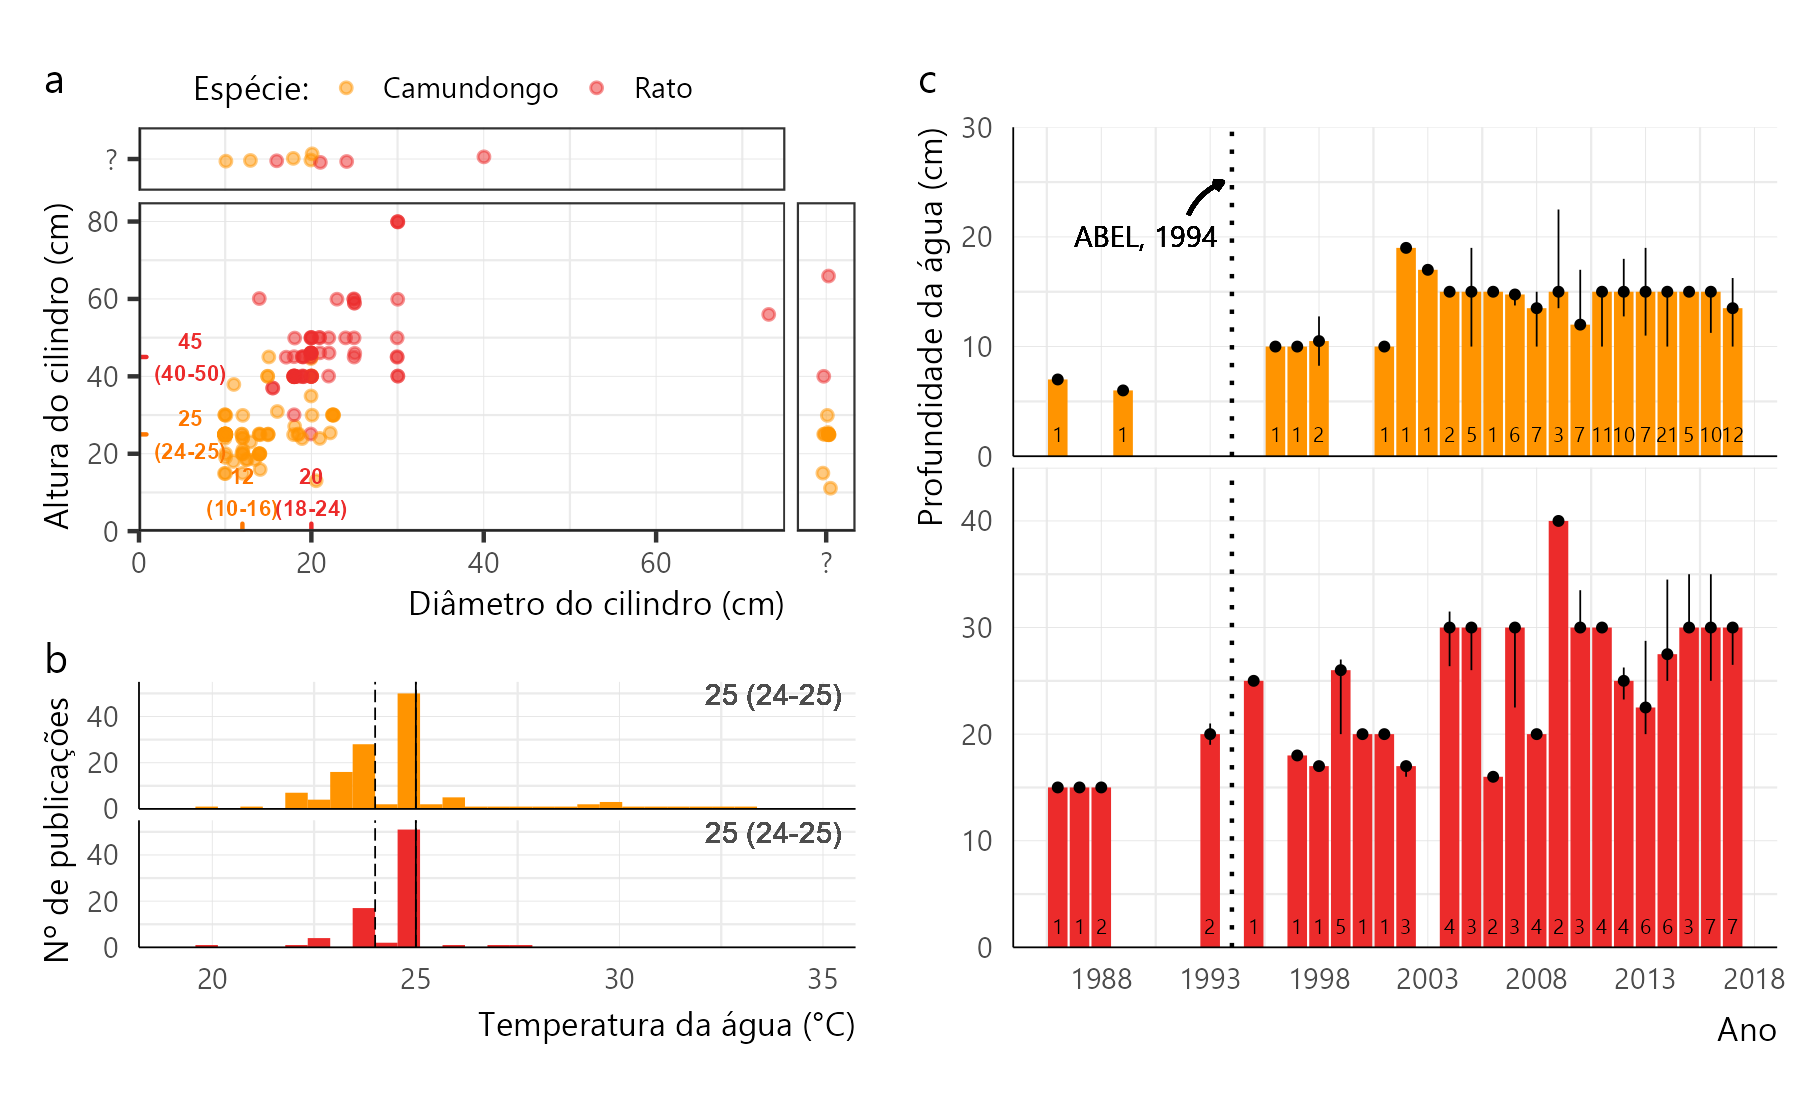 a
Espécie: Camundongo Rato
?
80
60
40
20
0
Altura do cilindro (cm)
45
(40-50)
25
(24-25)
12
(10-16)
20
(18-24)
0 20 40 60 ?
Diâmetro do cilindro (cm)
b
25 (24-25)
40
20
0
25 (24-25)
40
20
0
Nº de publicações
20 25 30 35
Temperatura da água (°C)
c
30
20
10
0
ABEL, 1994
1 1 1 1 2 1 1 1 2 5 1 6 7 3 7 11 10 7 21 5 10 12
Profundidade da água (cm)
40
30
20
10
0
1 1 2 2 1 1 1 5 1 1 3 4 3 2 3 4 2 3 4 4 6 6 3 7 7
1988 1993 1998 2003 2008 2013 2018
Ano